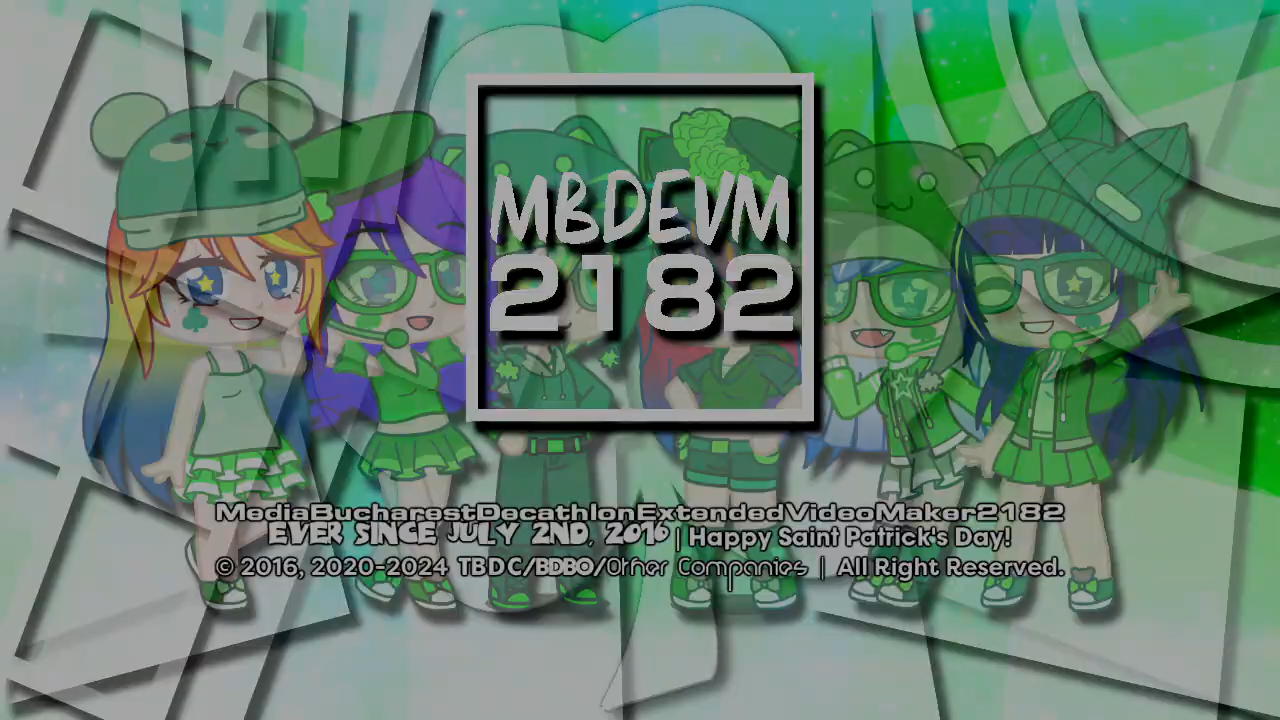 MBDEVM
2182
MediaBucharestDecathlonExtendedVideoMaker2182
EVER SINCE JULY 2ND, 2016 | Happy Saint Patrick's Day!
© 2016, 2020-2024 TBDC/BDBO/Other Companies | All Right Reserved.